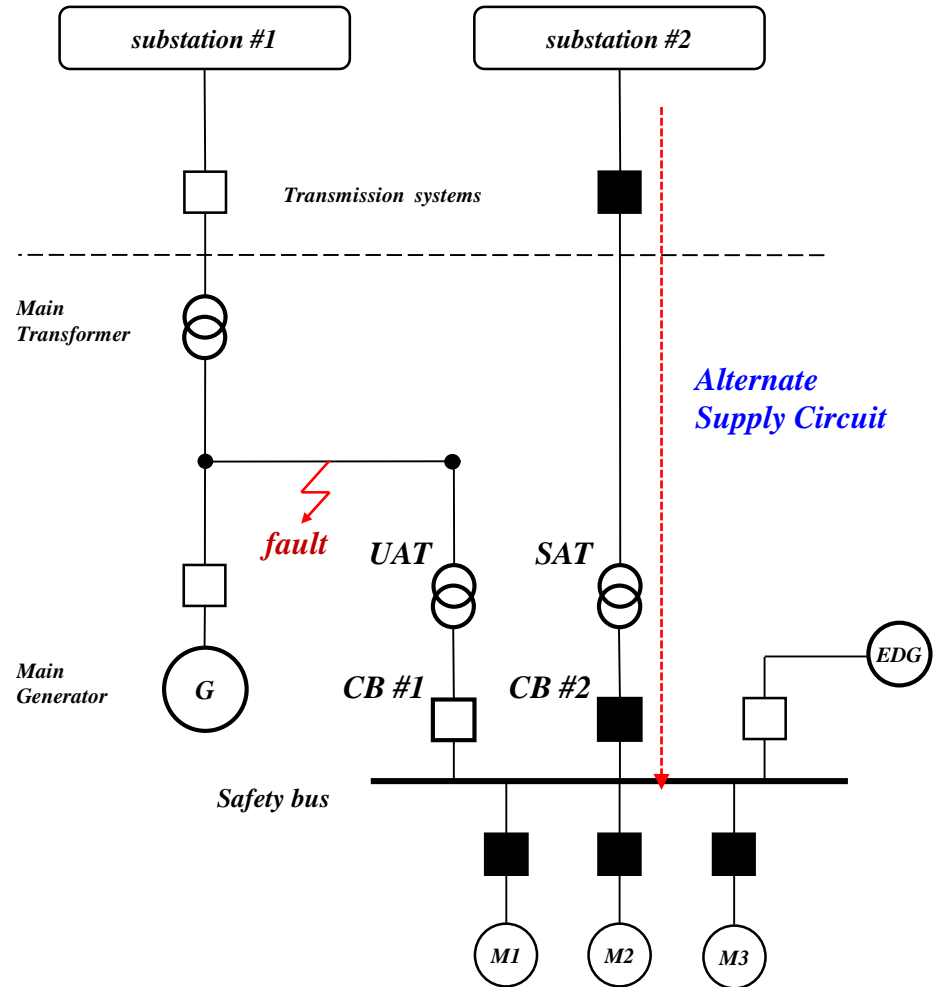 substation #1
substation #2
Transmission systems
Main
Transformer
Alternate
Supply Circuit
fault
UAT
SAT
EDG
Main
Generator
G
CB #1
CB #2
Safety bus
M1
M2
M3